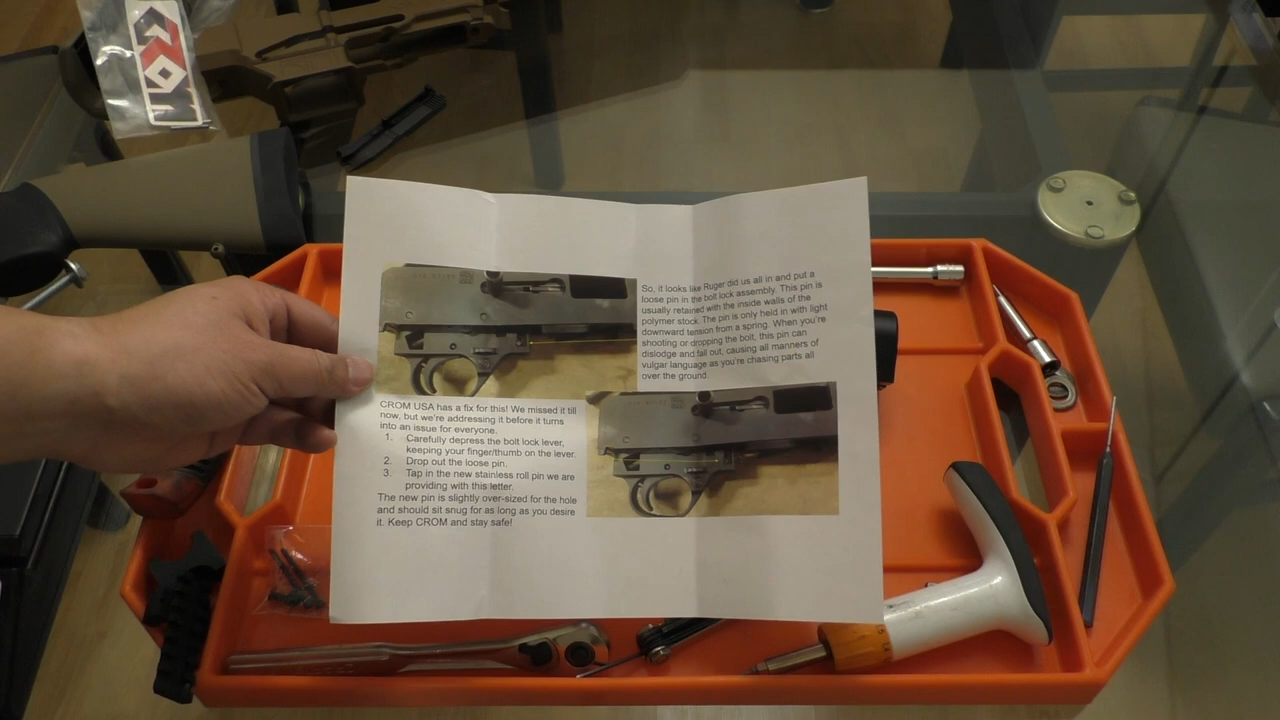 So, it looks like Ruger did us all in and put a
loose pin in the bolt lock assembly. This pin is
usually retained with the inside walls of the
polymer stock. The pin is only held in with light
downward tension from a spring. When you're
shooting or dropping the bolt, this pin can
dislodge and fall out, causing all manners of
vulgar language as you're chasing parts all
over the ground.
CROM USA has a fix for this! We missed it till
now, but we're addressing it before it turns
into an issue for everyone.
1. Carefully depress the bolt lock lever,
keeping your finger/thumb on the lever.
2. Drop out the loose pin.
3. Tap in the new stainless roll pin we are
providing with this letter.
The new pin is slightly over-sized for the hole
and should sit snug for as long as you desire
it. Keep CROM and stay safe!